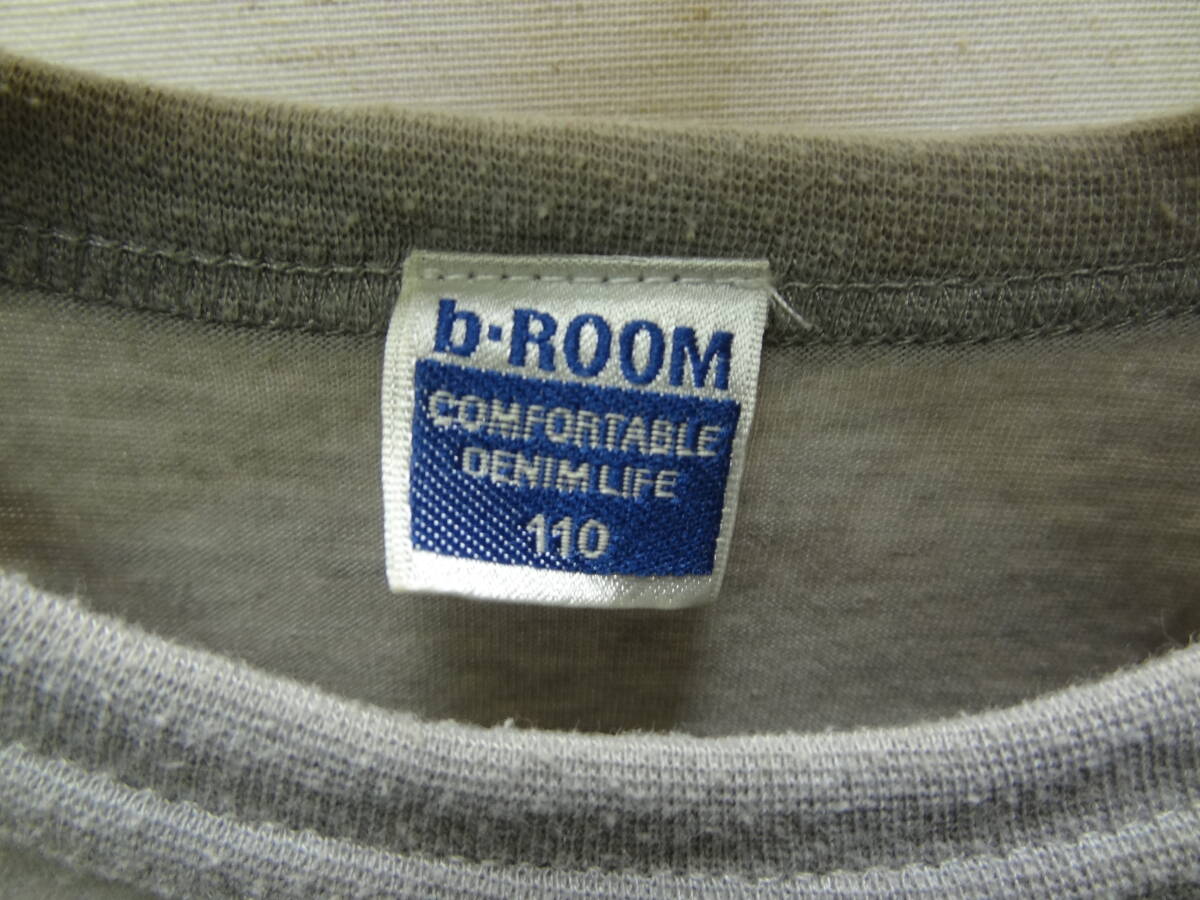 b·ROOM
COMFORTABLE
DENIM LIFE
110